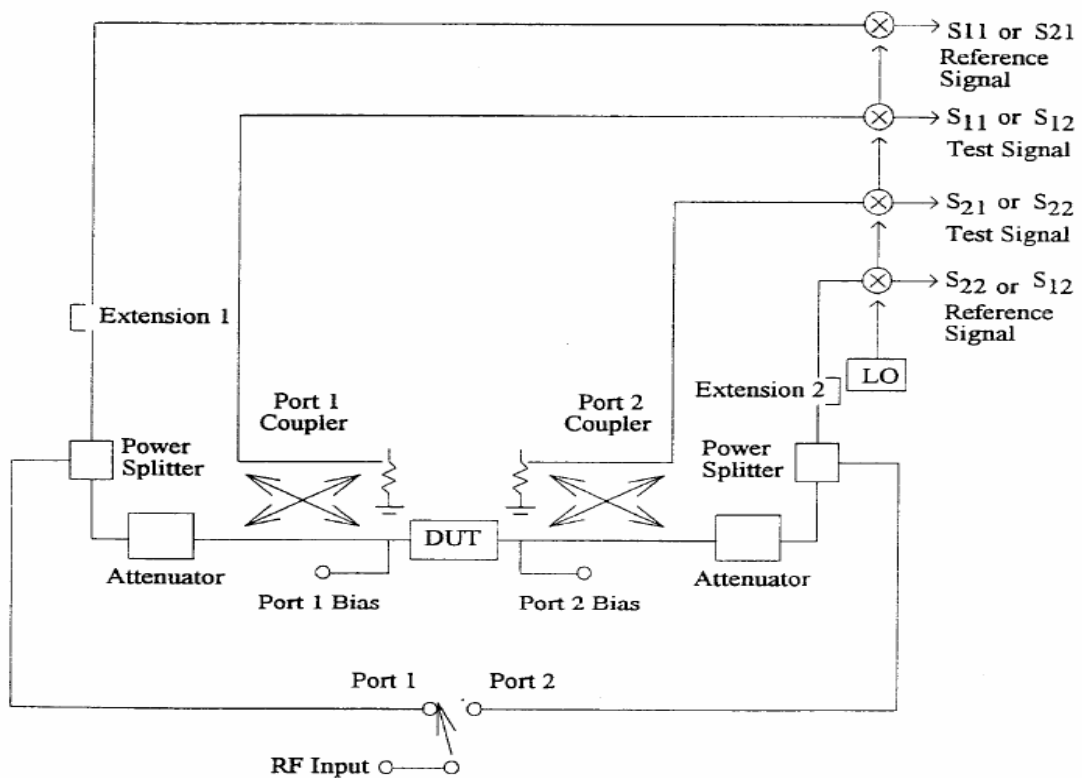 S11 or S21
Reference
Signal
S11 or S12
Test Signal
S21 or S22
Test Signal
S22 or S12
Reference
Signal
LO
Extension 1
Extension 2
Port 1
Coupler
Port 2
Coupler
Power
Splitter
Power
Splitter
DUT
Attenuator
Attenuator
Port 1 Bias
Port 2 Bias
Port 1
Port 2
RF Input